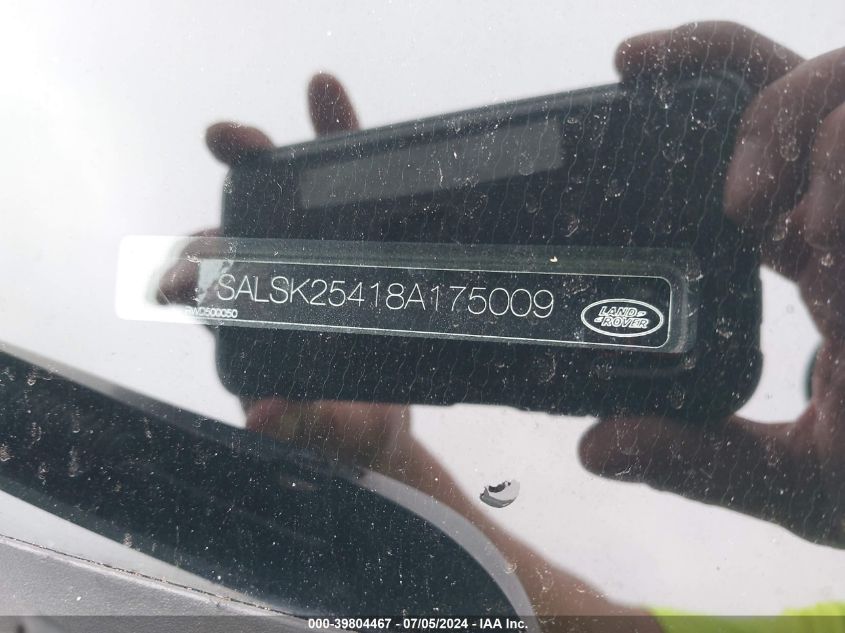 SALSK25418A175009
LAND
ROVER
000-39804467 - 07/05/2024 - IAA Inc.